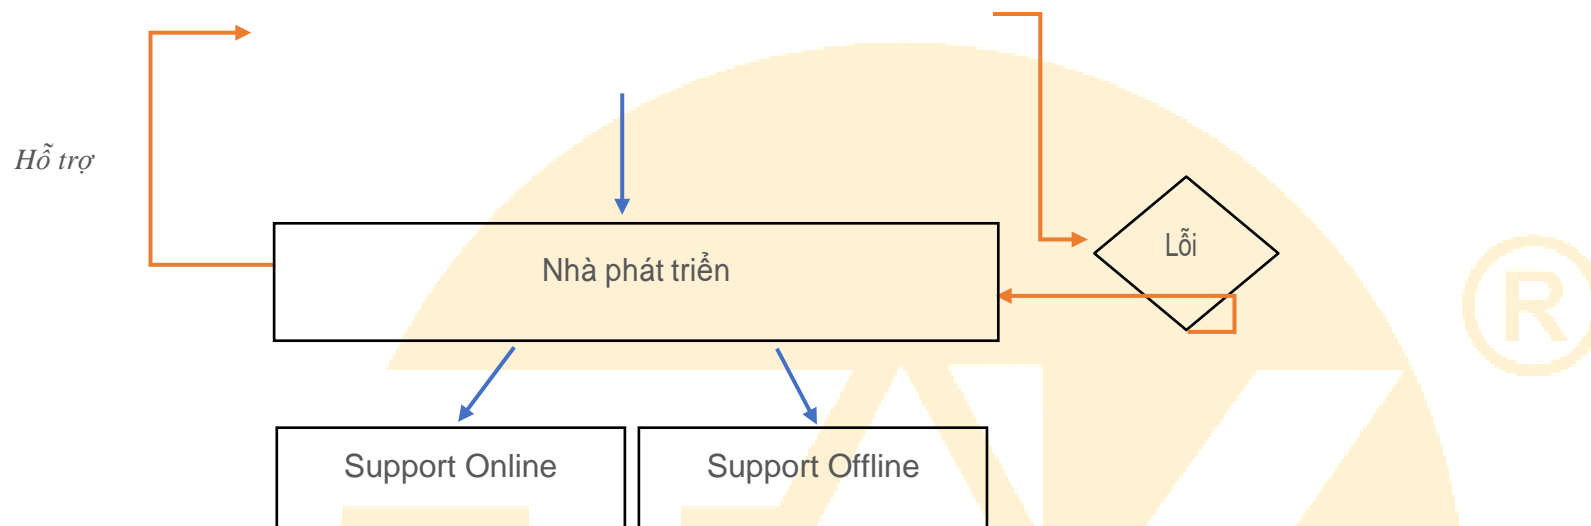 Hỗ trợ
Lỗi
Nhà phát triển
Support Online
Support Offline
®